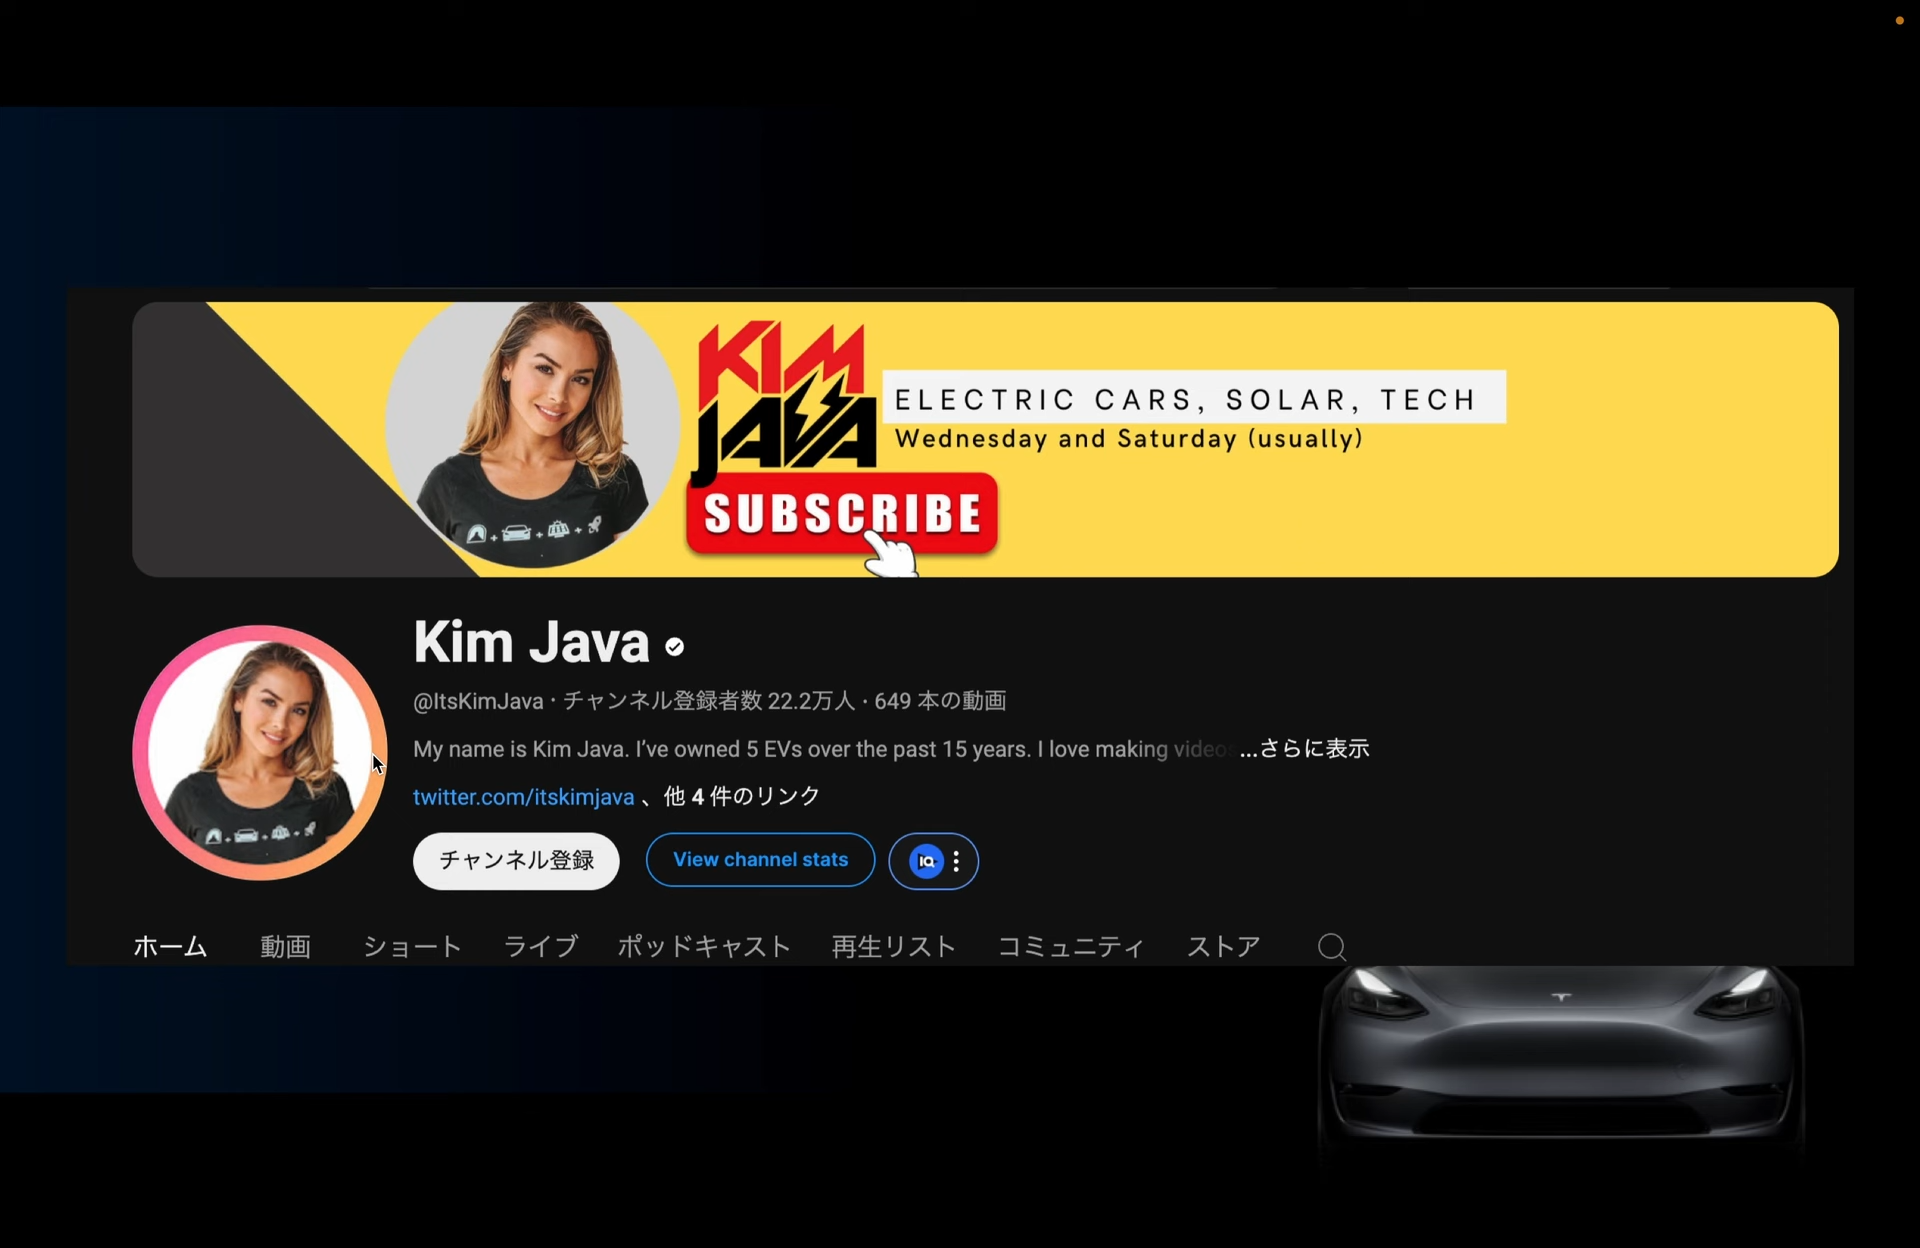 KIM
JAVA
ELECTRIC CARS, SOLAR, TECH
Wednesday and Saturday (usually)
SUBSCRIBE
Kim Java
@ItsKimJava · チャンネル登録者数 22.2万人 · 649 本の動画
My name is Kim Java. I've owned 5 EVs over the past 15 years. I love making videos ...さらに表示
twitter.com/itskimjava 、他 4 件のリンク
チャンネル登録 View channel stats IQ
ホーム 動画 ショート ライブ ポッドキャスト 再生リスト コミュニティ ストア